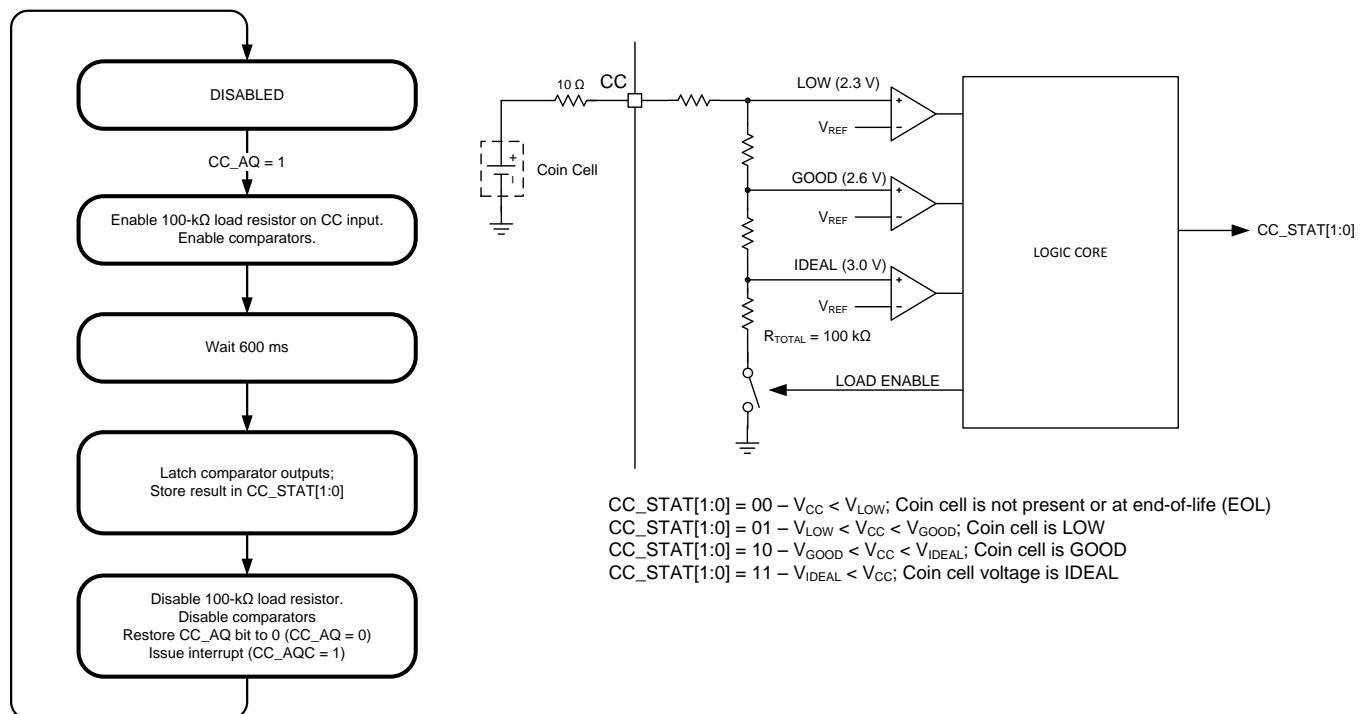 DISABLED
CC_AQ = 1
Enable 100-kΩ load resistor on CC input.
Enable comparators.
Wait 600 ms
Latch comparator outputs;
Store result in CC_STAT[1:0]
Disable 100-kΩ load resistor.
Disable comparators
Restore CC_AQ bit to 0 (CC_AQ = 0)
Issue interrupt (CC_AQC = 1)
10 Ω
CC
+
Coin Cell
LOW (2.3 V)
+
VREF
−
GOOD (2.6 V)
+
VREF
−
IDEAL (3.0 V)
+
VREF
−
RTOTAL = 100 kΩ
LOAD ENABLE
LOGIC CORE
CC_STAT[1:0]
CC_STAT[1:0] = 00 – VCC < VLOW; Coin cell is not present or at end-of-life (EOL)
CC_STAT[1:0] = 01 – VLOW < VCC < VGOOD; Coin cell is LOW
CC_STAT[1:0] = 10 – VGOOD < VCC < VIDEAL; Coin cell is GOOD
CC_STAT[1:0] = 11 – VIDEAL < VCC; Coin cell voltage is IDEAL